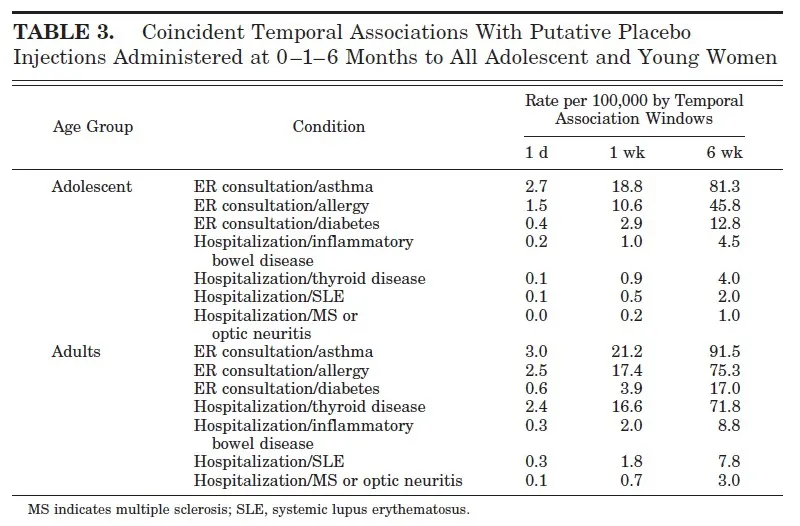 TABLE 3. Coincident Temporal Associations With Putative Placebo
Injections Administered at 0–1–6 Months to All Adolescent and Young Women
Rate per 100,000 by Temporal
Association Windows
Age Group Condition
1 d 1 wk 6 wk
Adolescent ER consultation/asthma 2.7 18.8 81.3
ER consultation/allergy 1.5 10.6 45.8
ER consultation/diabetes 0.4 2.9 12.8
Hospitalization/inflammatory 0.2 1.0 4.5
bowel disease
Hospitalization/thyroid disease 0.1 0.9 4.0
Hospitalization/SLE 0.1 0.5 2.0
Hospitalization/MS or 0.0 0.2 1.0
optic neuritis
Adults ER consultation/asthma 3.0 21.2 91.5
ER consultation/allergy 2.5 17.4 75.3
ER consultation/diabetes 0.6 3.9 17.0
Hospitalization/thyroid disease 2.4 16.6 71.8
Hospitalization/inflammatory 0.3 2.0 8.8
bowel disease
Hospitalization/SLE 0.3 1.8 7.8
Hospitalization/MS or optic neuritis 0.1 0.7 3.0
MS indicates multiple sclerosis; SLE, systemic lupus erythematosus.